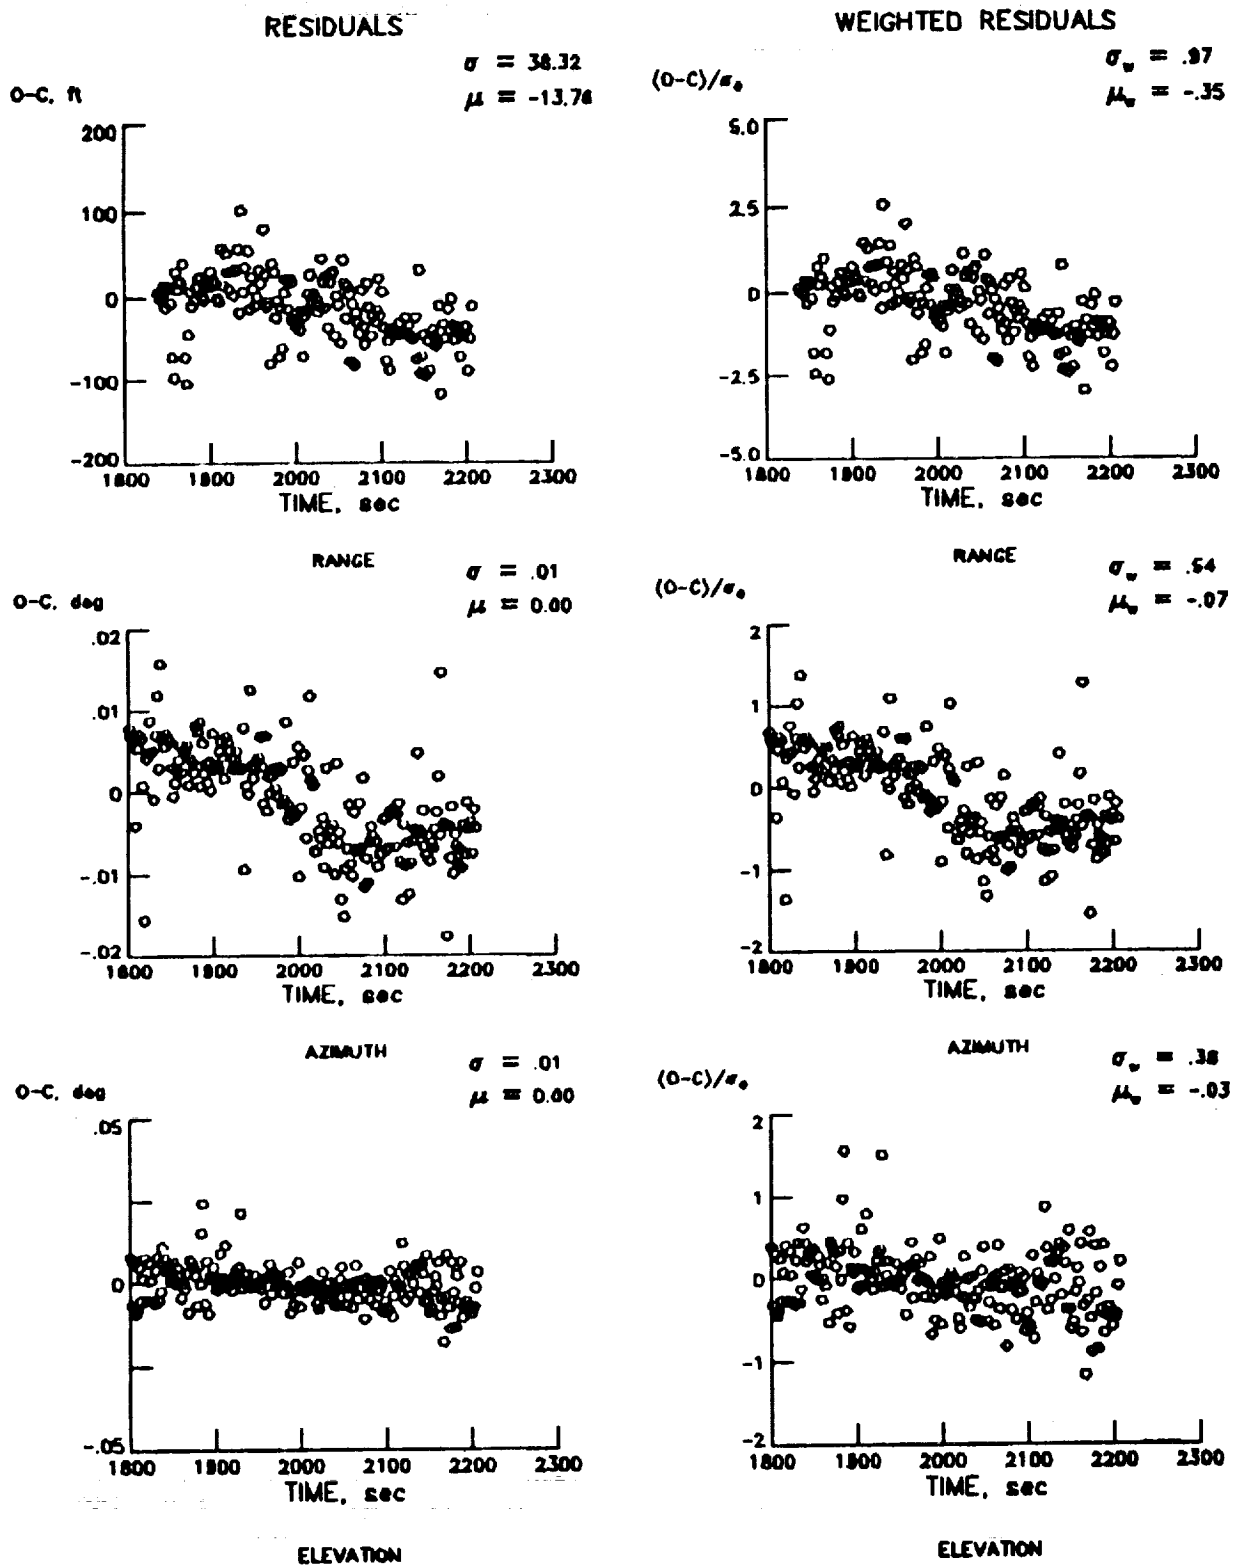 RESIDUALS
σ = 38.32
μ = -13.76
O-C, ft
200
100
0
-100
-200
1800 1900 2000 2100 2200 2300
TIME, sec
RANGE
WEIGHTED RESIDUALS
σw = .97
μw = -.35
(O-C)/σo
5.0
2.5
0
-2.5
-5.0
1800 1900 2000 2100 2200 2300
TIME, sec
RANGE
σ = .01
μ = 0.00
O-C, deg
.02
.01
0
-.01
-.02
1800 1900 2000 2100 2200 2300
TIME, sec
AZIMUTH
σw = .54
μw = -.07
(O-C)/σo
2
1
0
-1
-2
1800 1900 2000 2100 2200 2300
TIME, sec
AZIMUTH
σ = .01
μ = 0.00
O-C, deg
.05
0
-.05
1800 1900 2000 2100 2200 2300
TIME, sec
ELEVATION
σw = .38
μw = -.03
(O-C)/σo
2
1
0
-1
-2
1800 1900 2000 2100 2200 2300
TIME, sec
ELEVATION